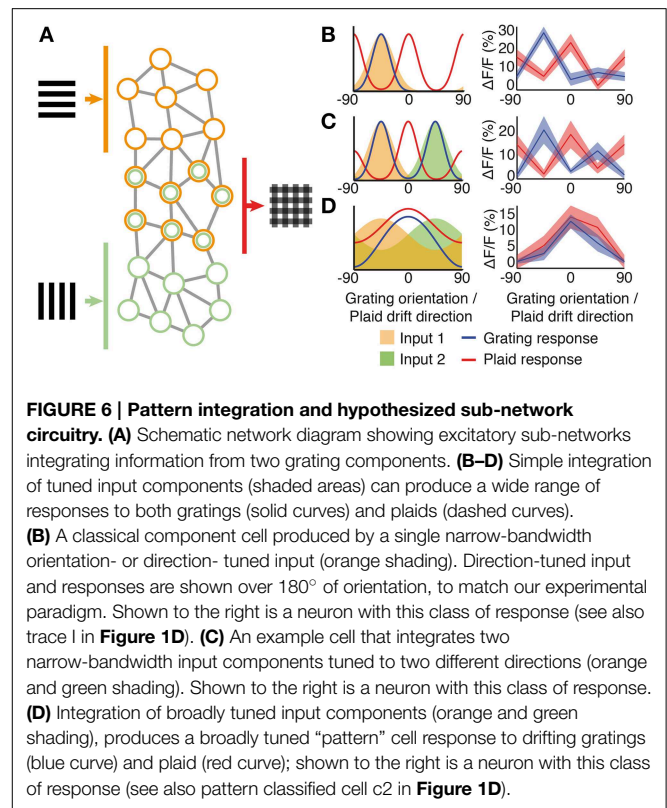 A
B
30
20
10
0
ΔF/F (%)
-90
0
90
-90
0
90
C
20
10
0
ΔF/F (%)
-90
0
90
-90
0
90
D
15
10
5
0
ΔF/F (%)
-90
0
90
-90
0
90
Grating orientation /
Plaid drift direction
Grating orientation /
Plaid drift direction
Input 1
Grating response
Input 2
Plaid response
FIGURE 6 | Pattern integration and hypothesized sub-network
circuitry. (A) Schematic network diagram showing excitatory sub-networks
integrating information from two grating components. (B–D) Simple integration
of tuned input components (shaded areas) can produce a wide range of
responses to both gratings (solid curves) and plaids (dashed curves).
(B) A classical component cell produced by a single narrow-bandwidth
orientation- or direction- tuned input (orange shading). Direction-tuned input
and responses are shown over 180° of orientation, to match our experimental
paradigm. Shown to the right is a neuron with this class of response (see also
trace I in Figure 1D). (C) An example cell that integrates two
narrow-bandwidth input components tuned to two different directions (orange
and green shading). Shown to the right is a neuron with this class of response.
(D) Integration of broadly tuned input components (orange and green
shading), produces a broadly tuned “pattern” cell response to drifting gratings
(blue curve) and plaid (red curve); shown to the right is a neuron with this class
of response (see also pattern classified cell c2 in Figure 1D).